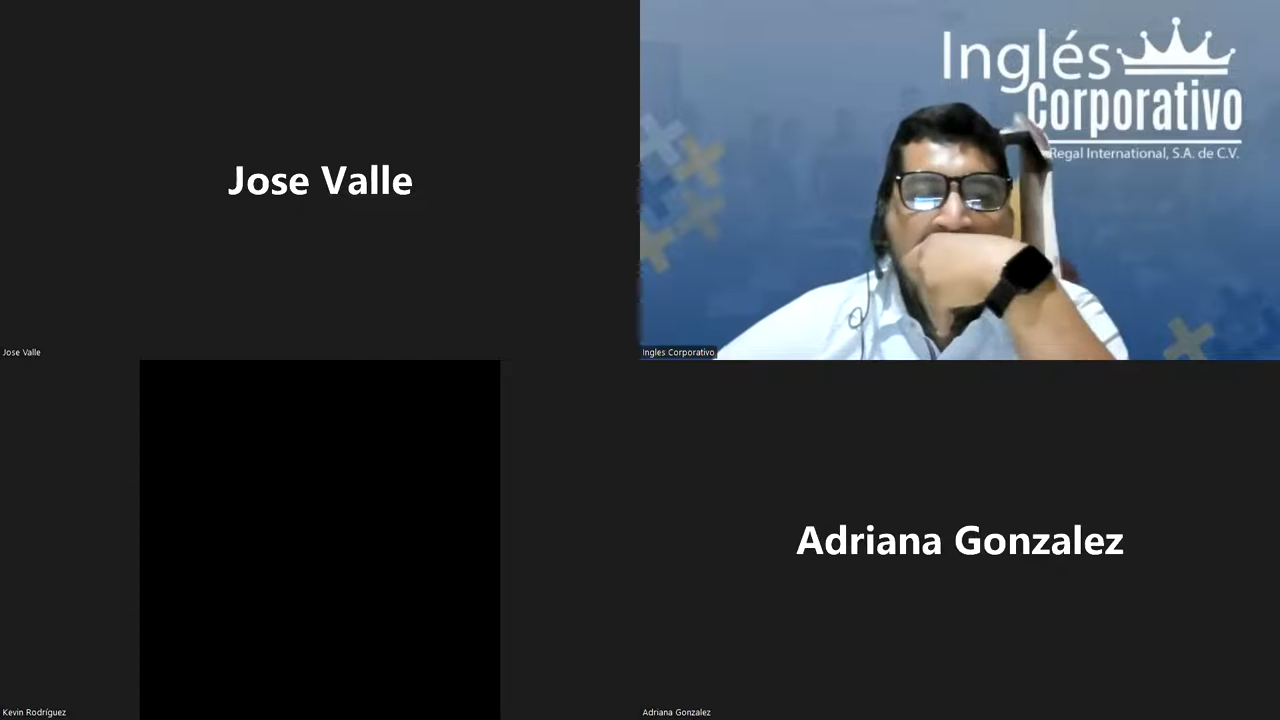 Jose Valle
Jose Valle
Inglés
Corporativo
Regal International, S.A. de C.V.
Ingles Corporativo
Kevin Rodríguez
Adriana Gonzalez
Adriana Gonzalez